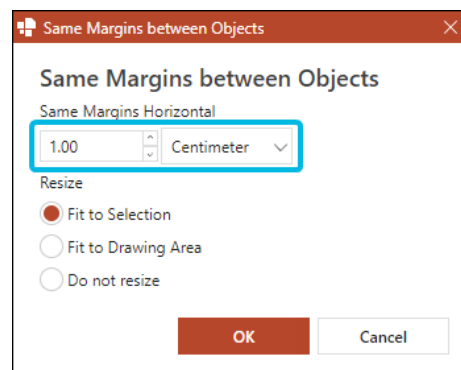 Same Margins between Objects
Same Margins between Objects
Same Margins Horizontal
1.00 Centimeter
Resize
Fit to Selection
Fit to Drawing Area
Do not resize
OK Cancel